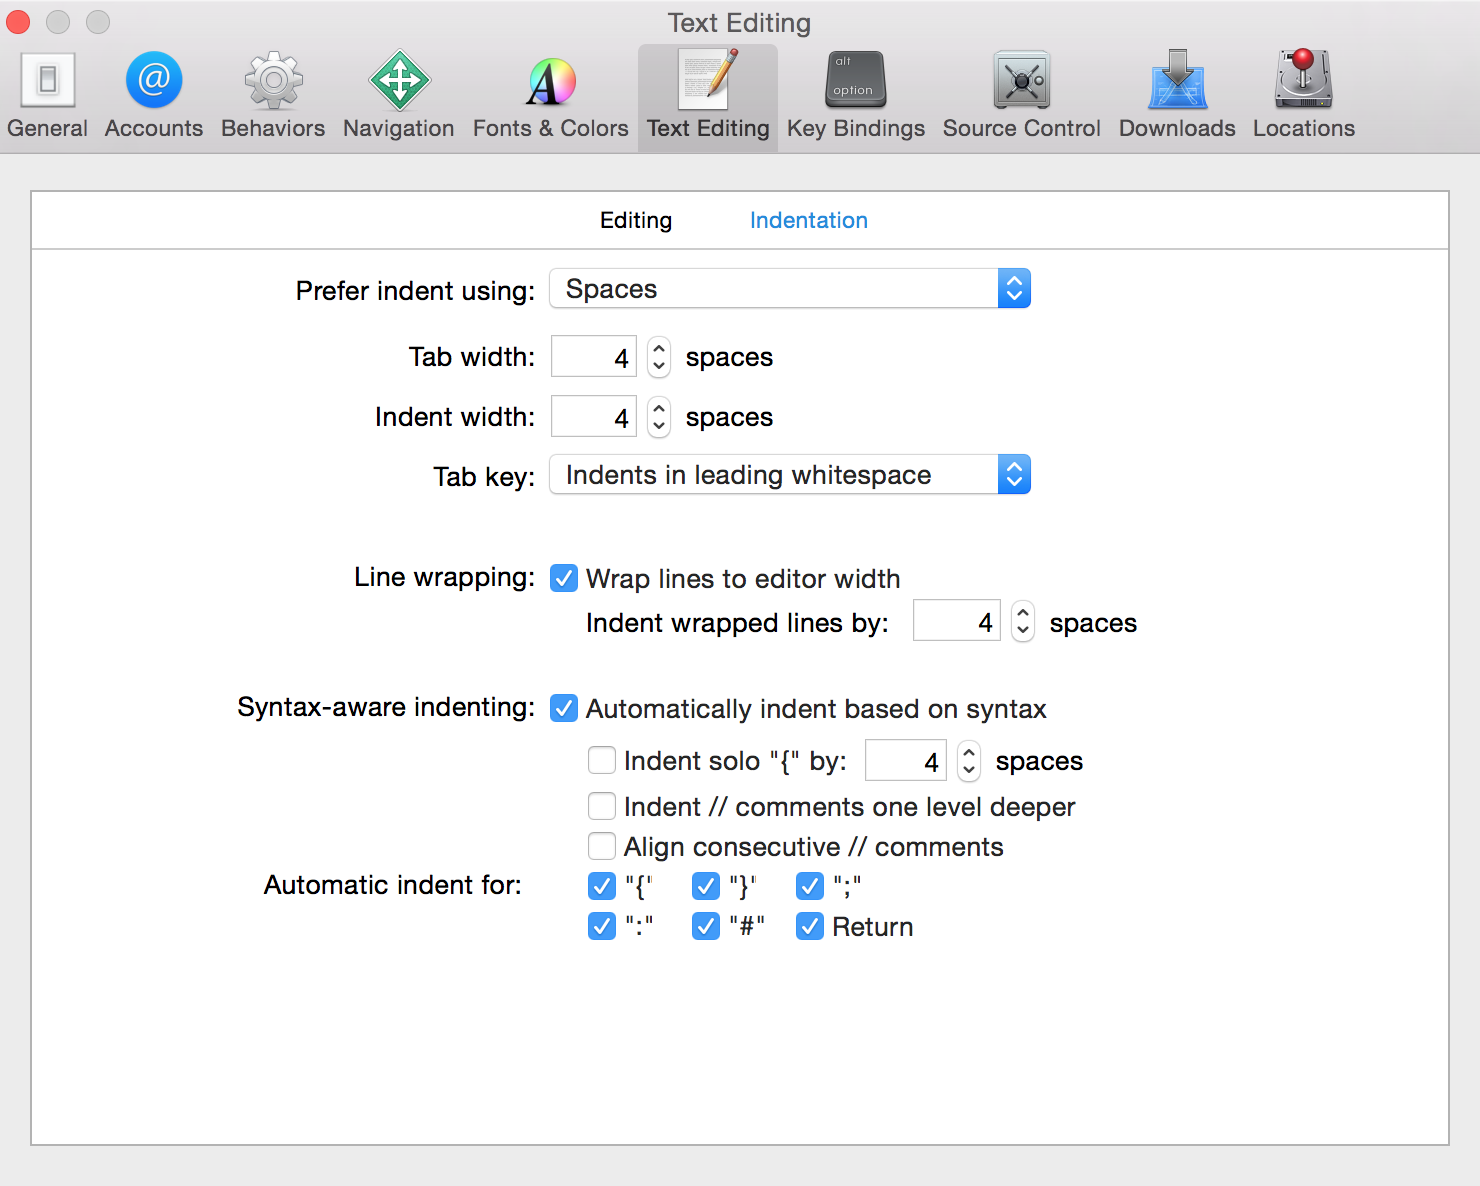 Text Editing
alt
option
General Accounts Behaviors Navigation Fonts & Colors Text Editing Key Bindings Source Control Downloads Locations
Editing Indentation
Prefer indent using: Spaces
Tab width: 4 spaces
Indent width: 4 spaces
Tab key: Indents in leading whitespace
Line wrapping: Wrap lines to editor width
Indent wrapped lines by: 4 spaces
Syntax-aware indenting: Automatically indent based on syntax
Indent solo "{" by: 4 spaces
Indent // comments one level deeper
Align consecutive // comments
Automatic indent for: "{' "}' ";"
":" "#" Return